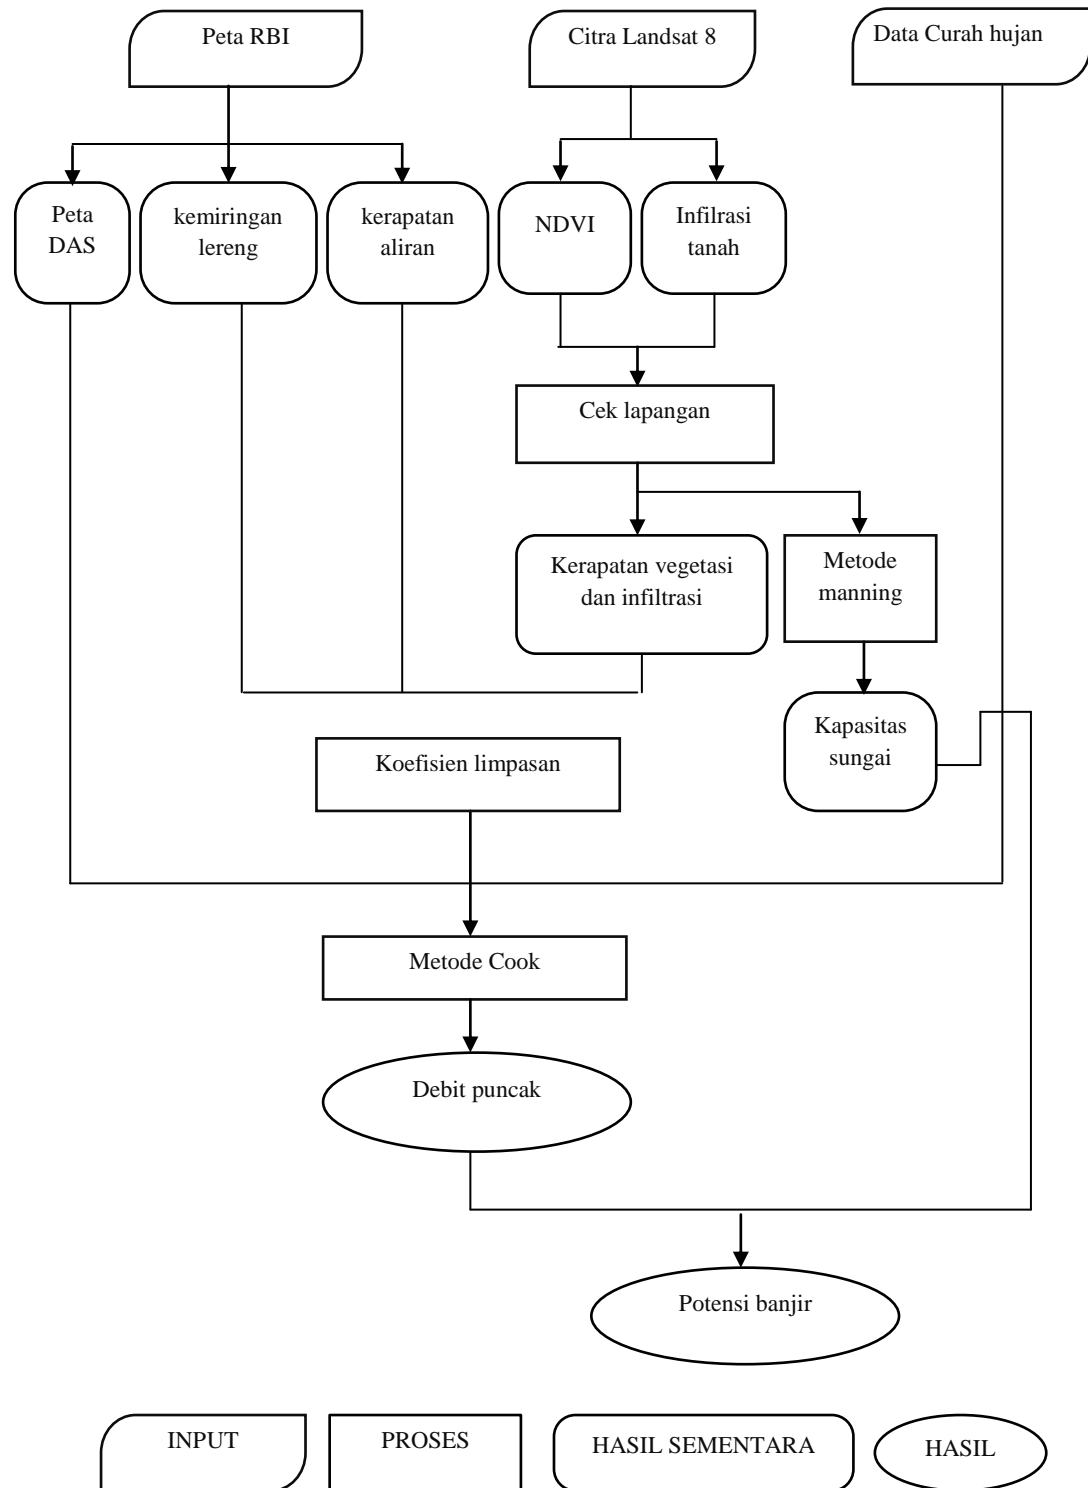 Peta RBI
Citra Landsat 8
Data Curah hujan
Peta
DAS
kemiringan
lereng
kerapatan
aliran
NDVI
Infilrasi
tanah
Cek lapangan
Kerapatan vegetasi
dan infiltrasi
Metode
manning
Kapasitas
sungai
Koefisien limpasan
Metode Cook
Debit puncak
Potensi banjir
INPUT
PROSES
HASIL SEMENTARA
HASIL